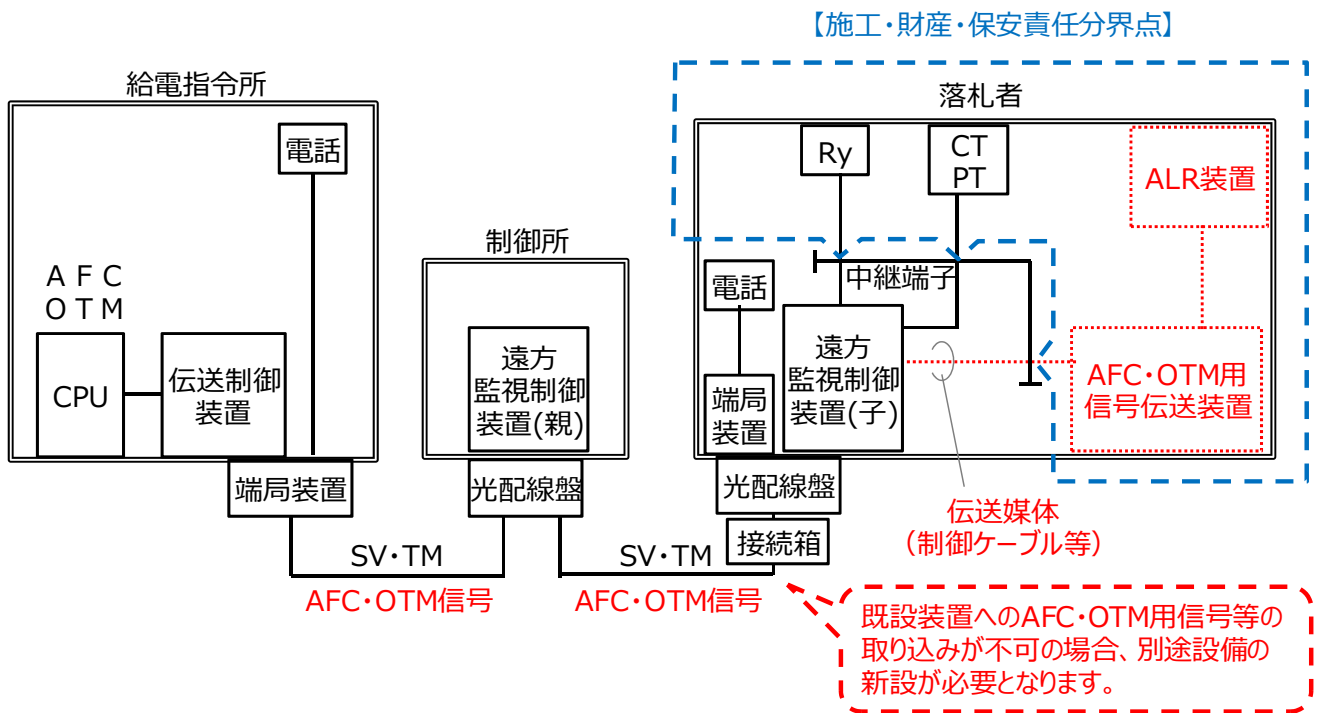 【施工・財産・保安責任分界点】
給電指令所
電話
AFC
OTM
CPU
伝送制御
装置
端局装置
制御所
遠方
監視制御
装置(親)
光配線盤
落札者
Ry
CT
PT
ALR装置
中継端子
電話
端局
装置
遠方
監視制御
装置(子)
AFC・OTM用
信号伝送装置
光配線盤
接続箱
伝送媒体
(制御ケーブル等)
SV・TM
AFC・OTM信号
SV・TM
AFC・OTM信号
既設装置へのAFC・OTM用信号等の
取り込みが不可の場合、別途設備の
新設が必要となります。